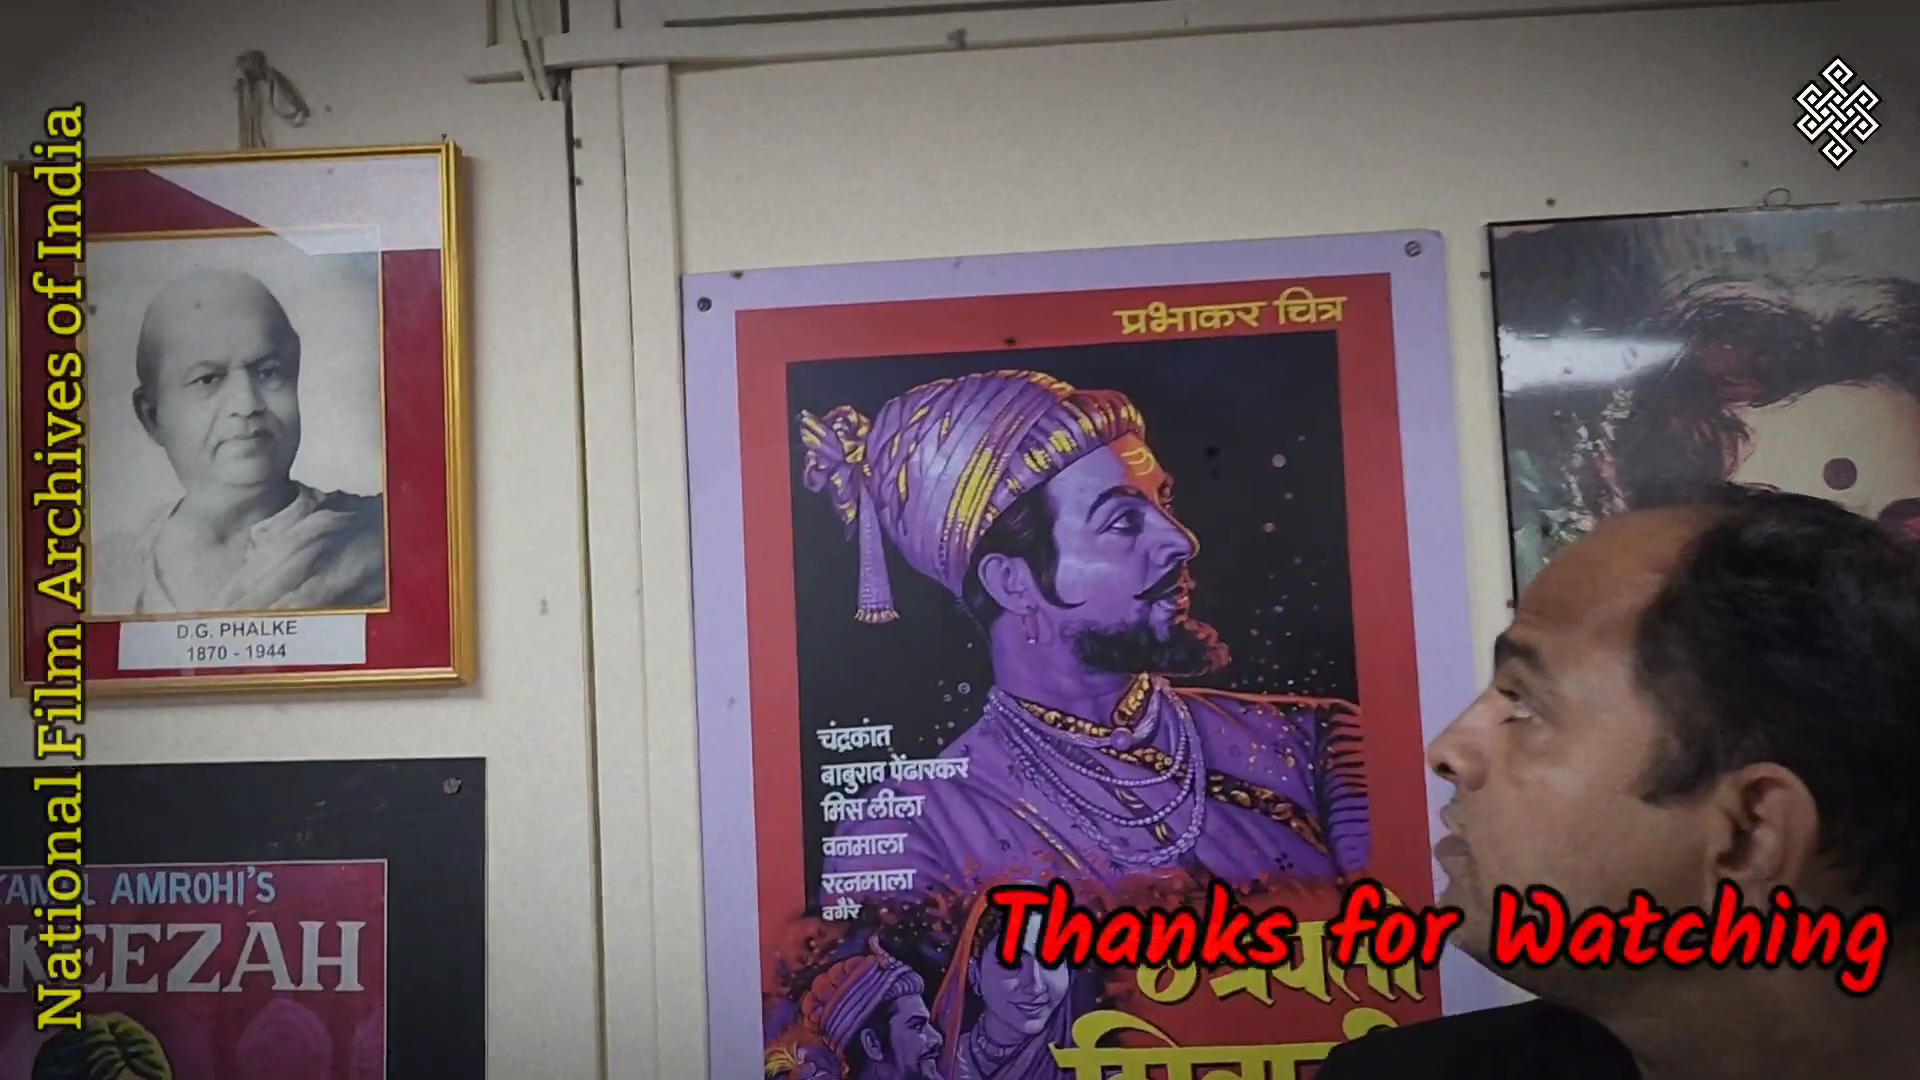 National Film Archives of India
D.G. PHALKE
1870 - 1944
AMROHI'S
KEEZAH
प्रभाकर चित्र
चंद्रकांत
बाबुराव पेंढारकर
मिस लीला
वनमाला
रत्नमाला
वगैरे
Thanks for Watching